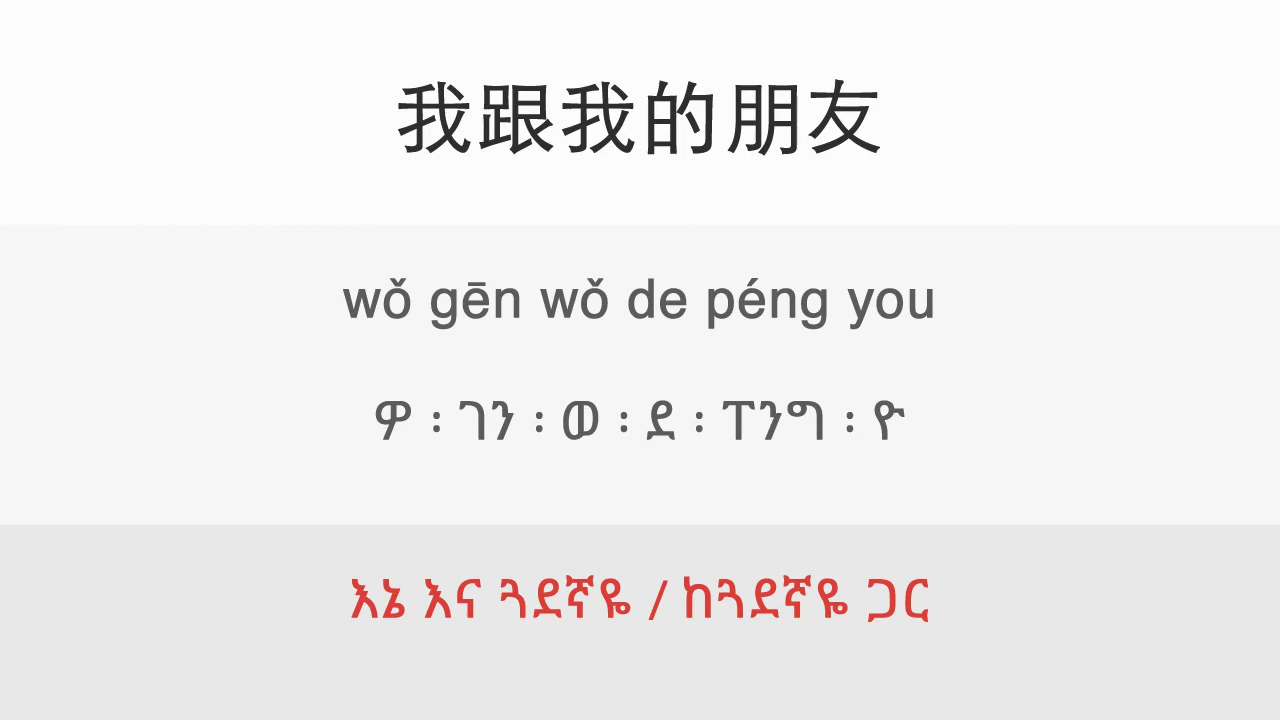 我跟我的朋友
wǒ gēn wǒ de péng you
ዎ ፡ ገን ፡ ወ ፡ ደ ፡ ፐንግ ፡ ዮ
እኔ እና ጓደኛዬ / ከጓደኛዬ ጋር